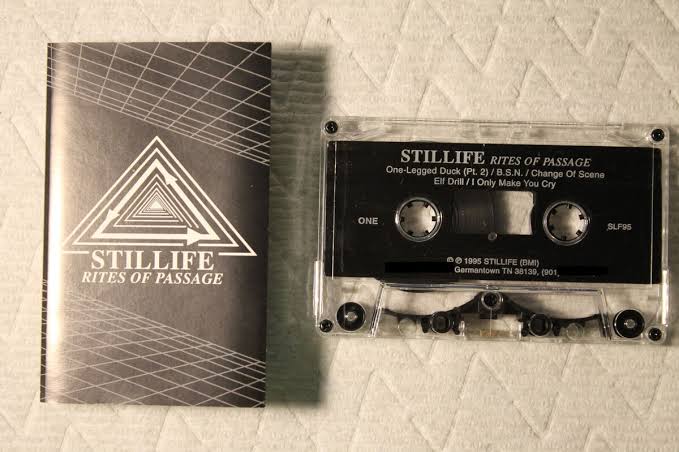 STILLIFE
RITES OF PASSAGE
STILLIFE RITES OF PASSAGE
One-Legged Duck (Pt. 2) / B.S.N. / Change Of Scene
Elf Drill / I Only Make You Cry
ONE
SLF95
© ℗ 1995 STILLIFE (BMI)
Germantown TN 38139, (901